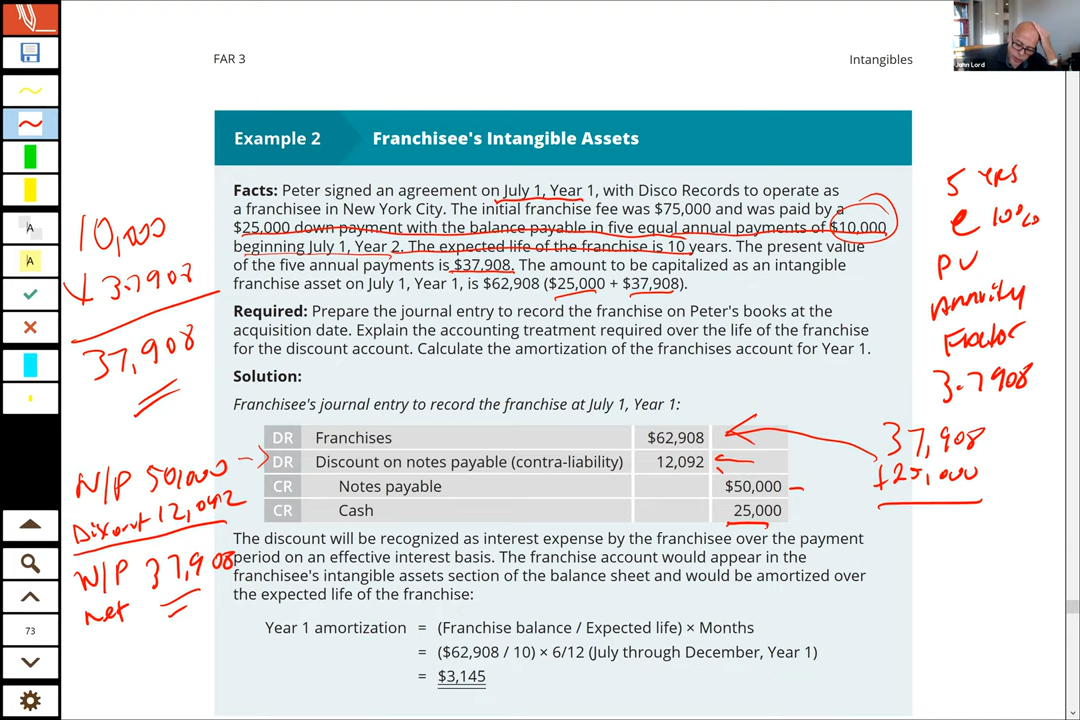 John Lord
FAR 3
Intangibles
Example 2 Franchisee's Intangible Assets
Facts: Peter signed an agreement on July 1, Year 1, with Disco Records to operate as
a franchisee in New York City. The initial franchise fee was $75,000 and was paid by a
$25,000 down payment with the balance payable in five equal annual payments of $10,000
beginning July 1, Year 2. The expected life of the franchise is 10 years. The present value
of the five annual payments is $37,908. The amount to be capitalized as an intangible
franchise asset on July 1, Year 1, is $62,908 ($25,000 + $37,908).
Required: Prepare the journal entry to record the franchise on Peter's books at the
acquisition date. Explain the accounting treatment required over the life of the franchise
for the discount account. Calculate the amortization of the franchises account for Year 1.
Solution:
Franchisee's journal entry to record the franchise at July 1, Year 1:
DR Franchises $62,908
DR Discount on notes payable (contra-liability) 12,092
CR Notes payable $50,000
CR Cash 25,000
The discount will be recognized as interest expense by the franchisee over the payment
period on an effective interest basis. The franchise account would appear in the
franchisee's intangible assets section of the balance sheet and would be amortized over
the expected life of the franchise:
Year 1 amortization = (Franchise balance / Expected life) × Months
= ($62,908 / 10) × 6/12 (July through December, Year 1)
= $3,145
10,000
x 3.7908
37,908
N/P 50,000
Discount 12,092
N/P 37,908
net
5 YRS
@ 10%
PV
Annuity
Factor
3.7908
37,908
+25,000
A
A
73